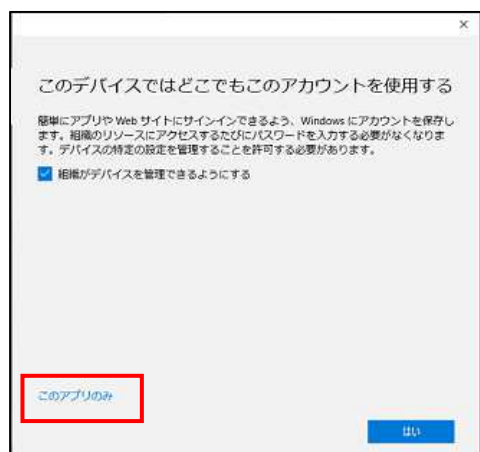 このデバイスではどこでもこのアカウントを使用する
簡単にアプリや Web サイトにサインインできるよう、Windows にアカウントを保存し
ます。組織のリソースにアクセスするたびにパスワードを入力する必要がなくなりま
す。デバイスの特定の設定を管理することを許可する必要があります。
組織がデバイスを管理できるようにする
このアプリのみ
はい